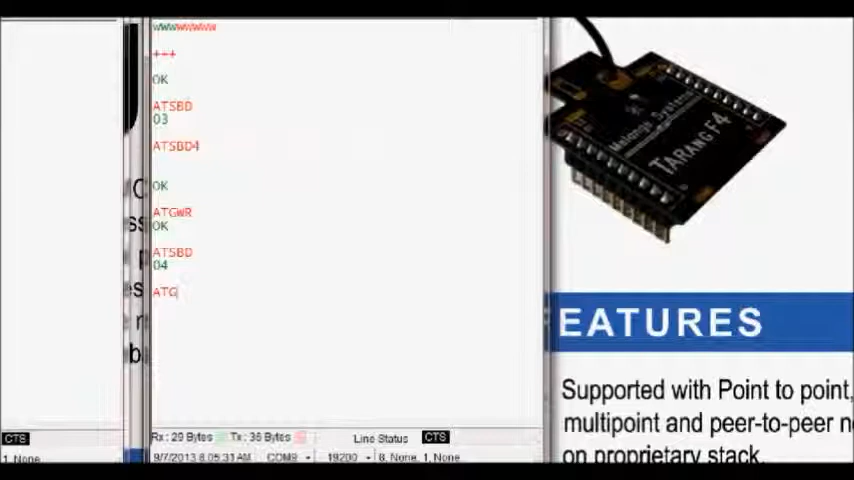 wwwwwwww
+++
OK
ATSBD
03
ATSBD4
OK
ATGWR
OK
ATSBD
04
ATG
Rx : 29 Bytes Tx : 36 Bytes Line Status CTS
9/7/2013 8.05.31 AM COM9 19200 8, None, 1, None
CTS
1, None
Melange Systems
TARANG F4
EATURES
Supported with Point to point,
multipoint and peer-to-peer
on proprietary stack.